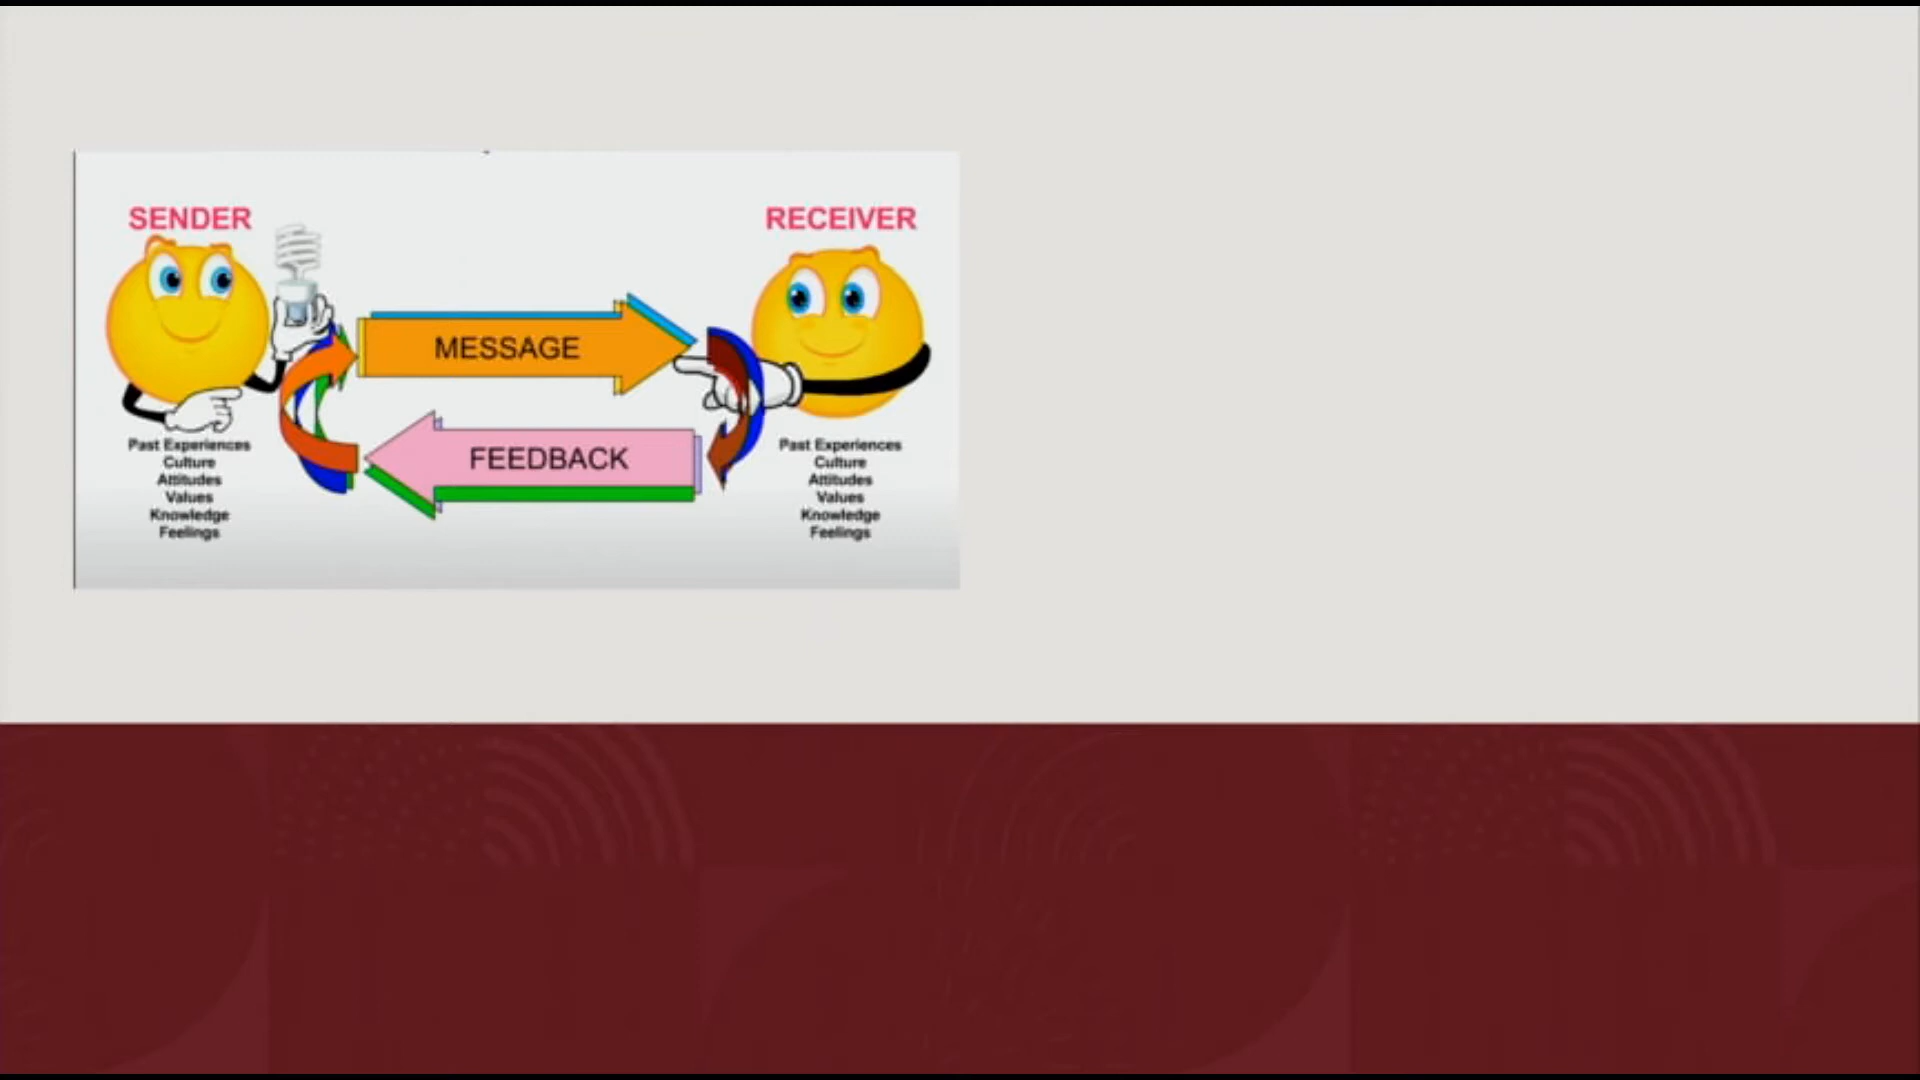 SENDER
RECEIVER
MESSAGE
FEEDBACK
Past Experiences
Culture
Attitudes
Values
Knowledge
Feelings
Past Experiences
Culture
Attitudes
Values
Knowledge
Feelings